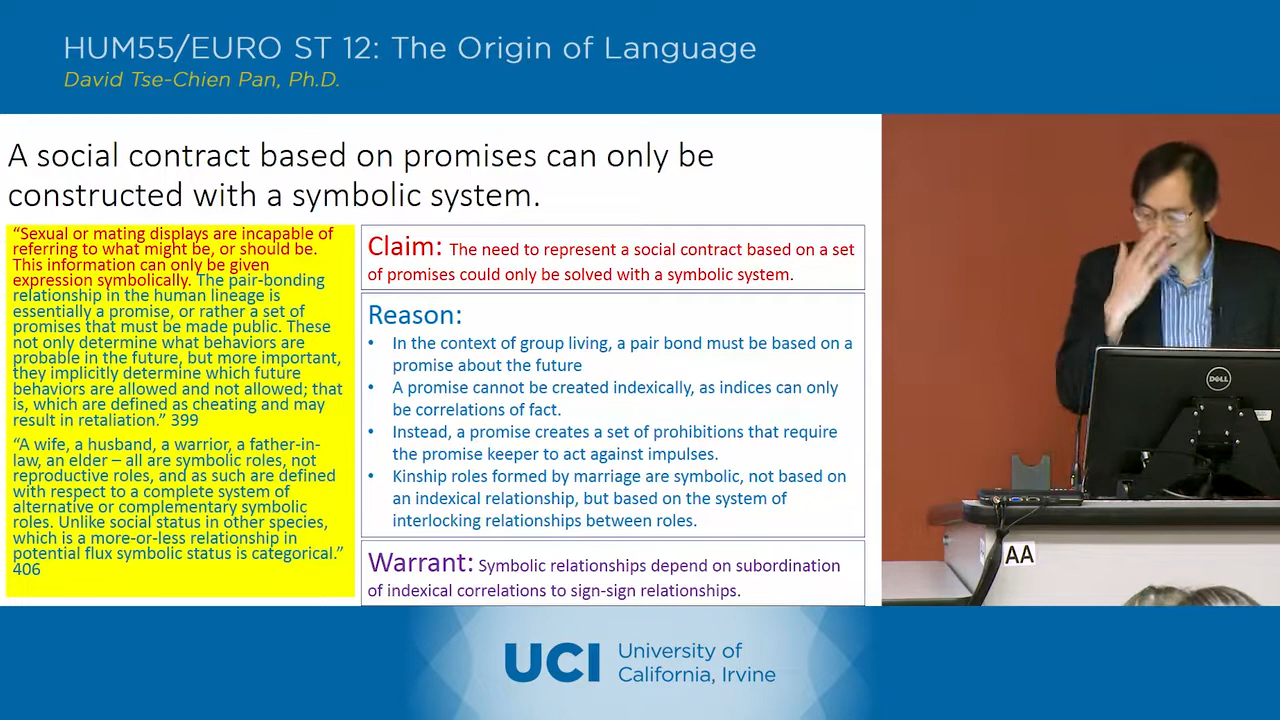 HUM55/EURO ST 12: The Origin of Language
David Tse-Chien Pan, Ph.D.
A social contract based on promises can only be
constructed with a symbolic system.
“Sexual or mating displays are incapable of
referring to what might be, or should be.
This information can only be given
expression symbolically. The pair-bonding
relationship in the human lineage is
essentially a promise, or rather a set of
promises that must be made public. These
not only determine what behaviors are
probable in the future, but more important,
they implicitly determine which future
behaviors are allowed and not allowed; that
is, which are defined as cheating and may
result in retaliation.” 399
“A wife, a husband, a warrior, a father-in-
law, an elder – all are symbolic roles, not
reproductive roles, and as such are defined
with respect to a complete system of
alternative or complementary symbolic
roles. Unlike social status in other species,
which is a more-or-less relationship in
potential flux symbolic status is categorical.”
406
Claim: The need to represent a social contract based on a set
of promises could only be solved with a symbolic system.
Reason:
• In the context of group living, a pair bond must be based on a
promise about the future
• A promise cannot be created indexically, as indices can only
be correlations of fact.
• Instead, a promise creates a set of prohibitions that require
the promise keeper to act against impulses.
• Kinship roles formed by marriage are symbolic, not based on
an indexical relationship, but based on the system of
interlocking relationships between roles.
Warrant: Symbolic relationships depend on subordination
of indexical correlations to sign-sign relationships.
DELL
AA
UCI University of
California, Irvine